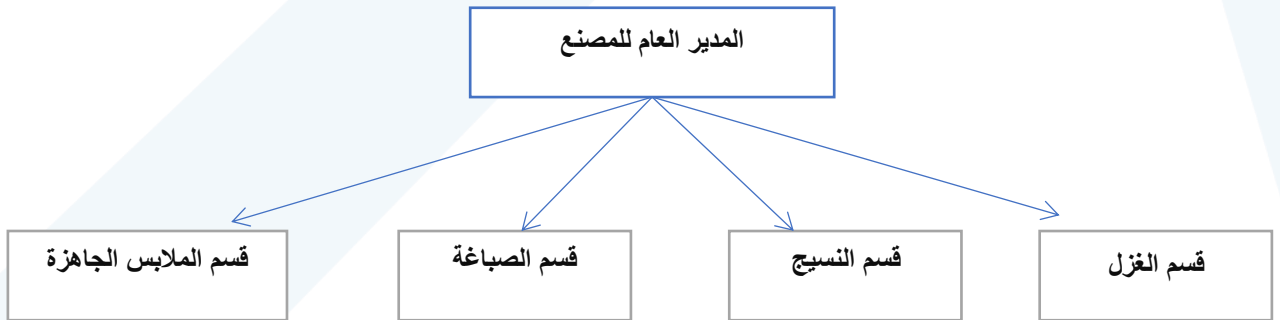 المدير العام للمصنع
قسم الغزل
قسم النسيج
قسم الصباغة
قسم الملابس الجاهزة